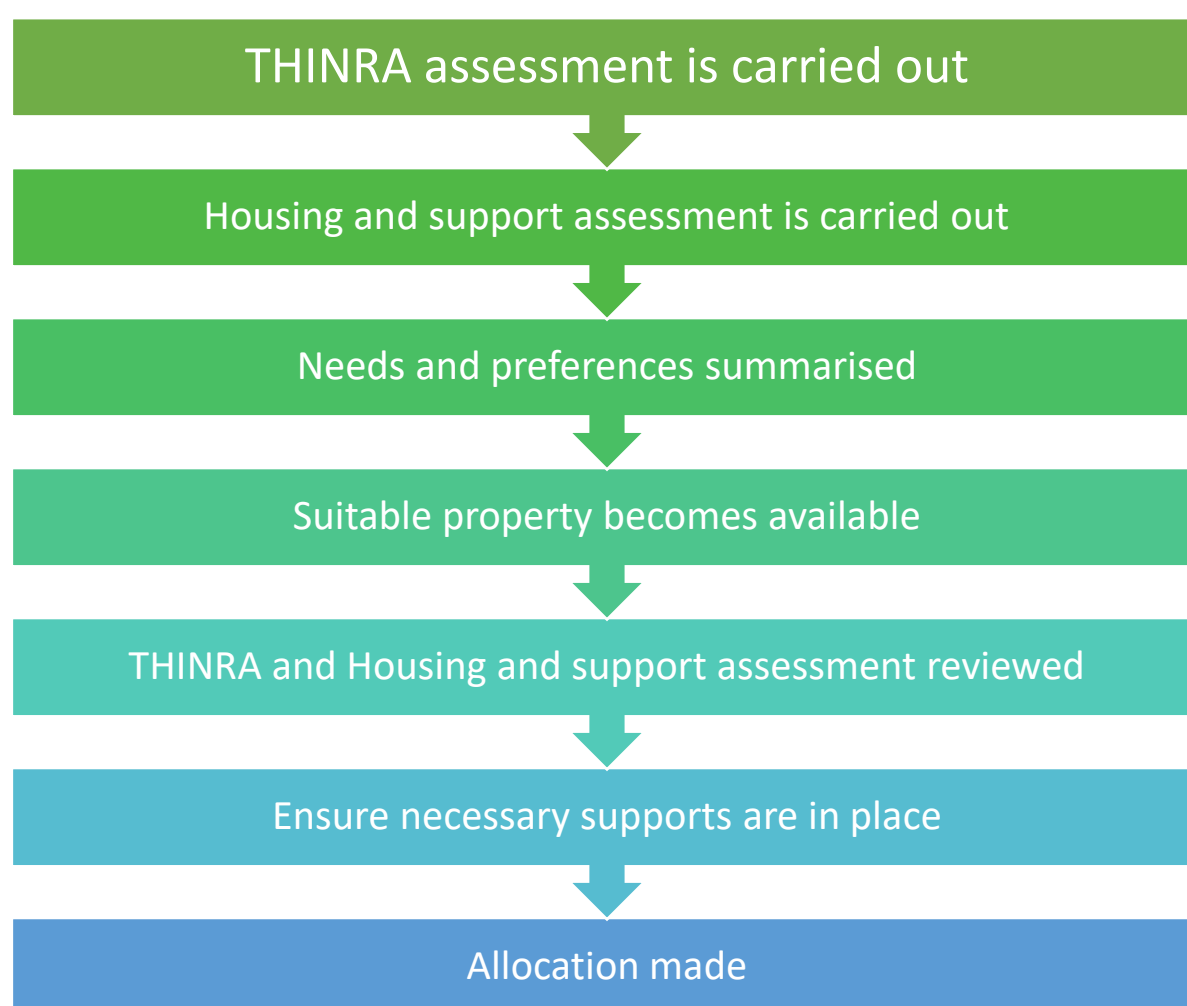 THINRA assessment is carried out
Housing and support assessment is carried out
Needs and preferences summarised
Suitable property becomes available
THINRA and Housing and support assessment reviewed
Ensure necessary supports are in place
Allocation made